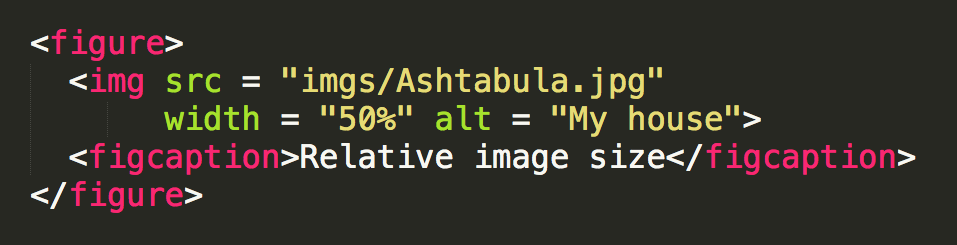 <figure>
<img src = "imgs/Ashtabula.jpg"
width = "50%" alt = "My house">
<figcaption>Relative image size</figcaption>
</figure>